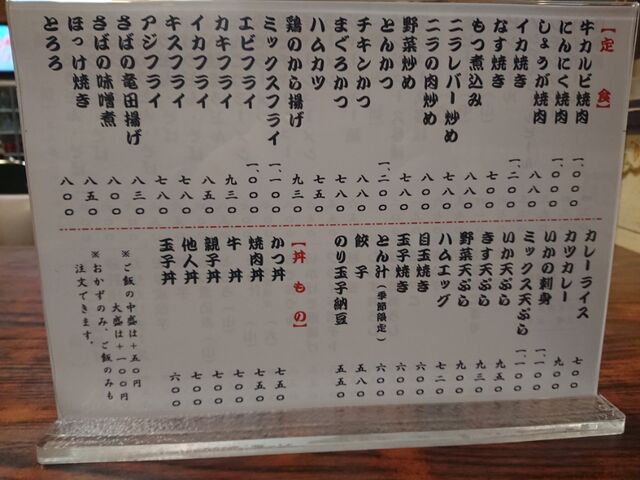 【定食】
牛カルビ焼肉 一、〇〇〇
にんにく焼肉 一、〇〇〇
しょうが焼肉 八八〇
イカ焼き 一、二〇〇
なす焼き 七〇〇
もつ煮込み 八八〇
ニラレバー炒め 七八〇
ニラの肉炒め 八〇〇
野菜炒め 七八〇
とんかつ 一、二〇〇
チキンかつ 八八〇
まぐろかつ 七八〇
ハムカツ 七五〇
鶏のから揚げ 九三〇
ミックスフライ 一、一〇〇
エビフライ 一、〇〇〇
カキフライ 九三〇
イカフライ 八五〇
キスフライ 七八〇
アジフライ 七八〇
さばの竜田揚げ 八三〇
さばの味噌煮 八〇〇
ほっけ焼き 八五〇
とろろ 八〇〇
カレーライス 七〇〇
カツカレー 九〇〇
いかの刺身 一、〇〇〇
ミックス天ぷら 一、一〇〇
いか天ぷら 九五〇
きす天ぷら 九三〇
野菜天ぷら 九〇〇
ハムエッグ 七二〇
目玉焼き 六〇〇
玉子焼き 六〇〇
とん汁(季節限定) 六〇〇
餃子 五八〇
のり玉子納豆 五五〇
【丼もの】
かつ丼 七五〇
焼肉丼 七五〇
牛丼 七〇〇
親子丼 七〇〇
他人丼 七〇〇
玉子丼 六〇〇
※ご飯の中盛は+五〇円
大盛は+一〇〇円
※おかずのみ、ご飯のみも
注文できます。